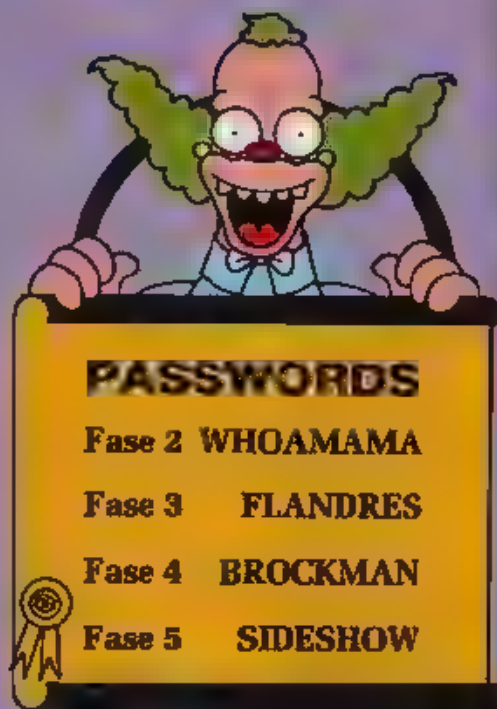 PASSWORDS
Fase 2 WHOAMAMA
Fase 3 FLANDRES
Fase 4 BROCKMAN
Fase 5 SIDESHOW